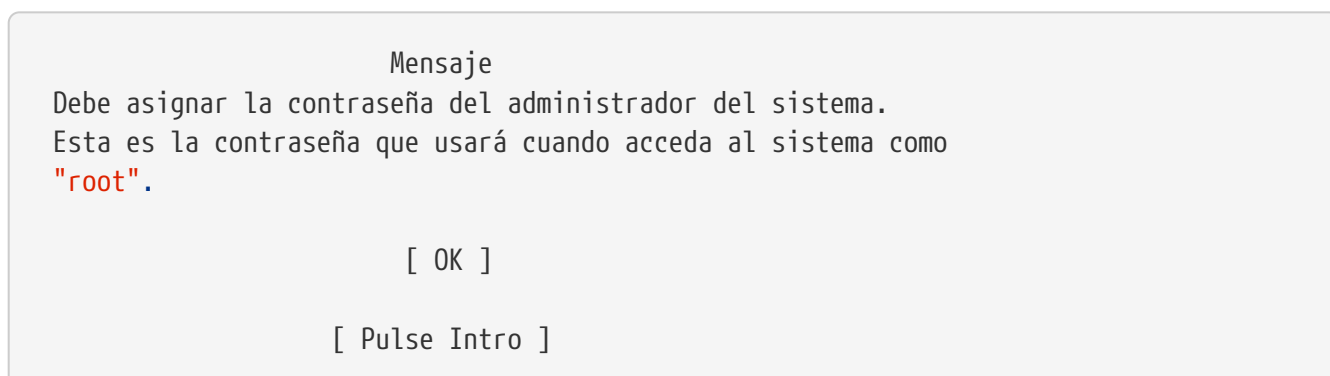 Mensaje
Debe asignar la contraseña del administrador del sistema.
Esta es la contraseña que usará cuando acceda al sistema como
"root".
[ OK ]
[ Pulse Intro ]